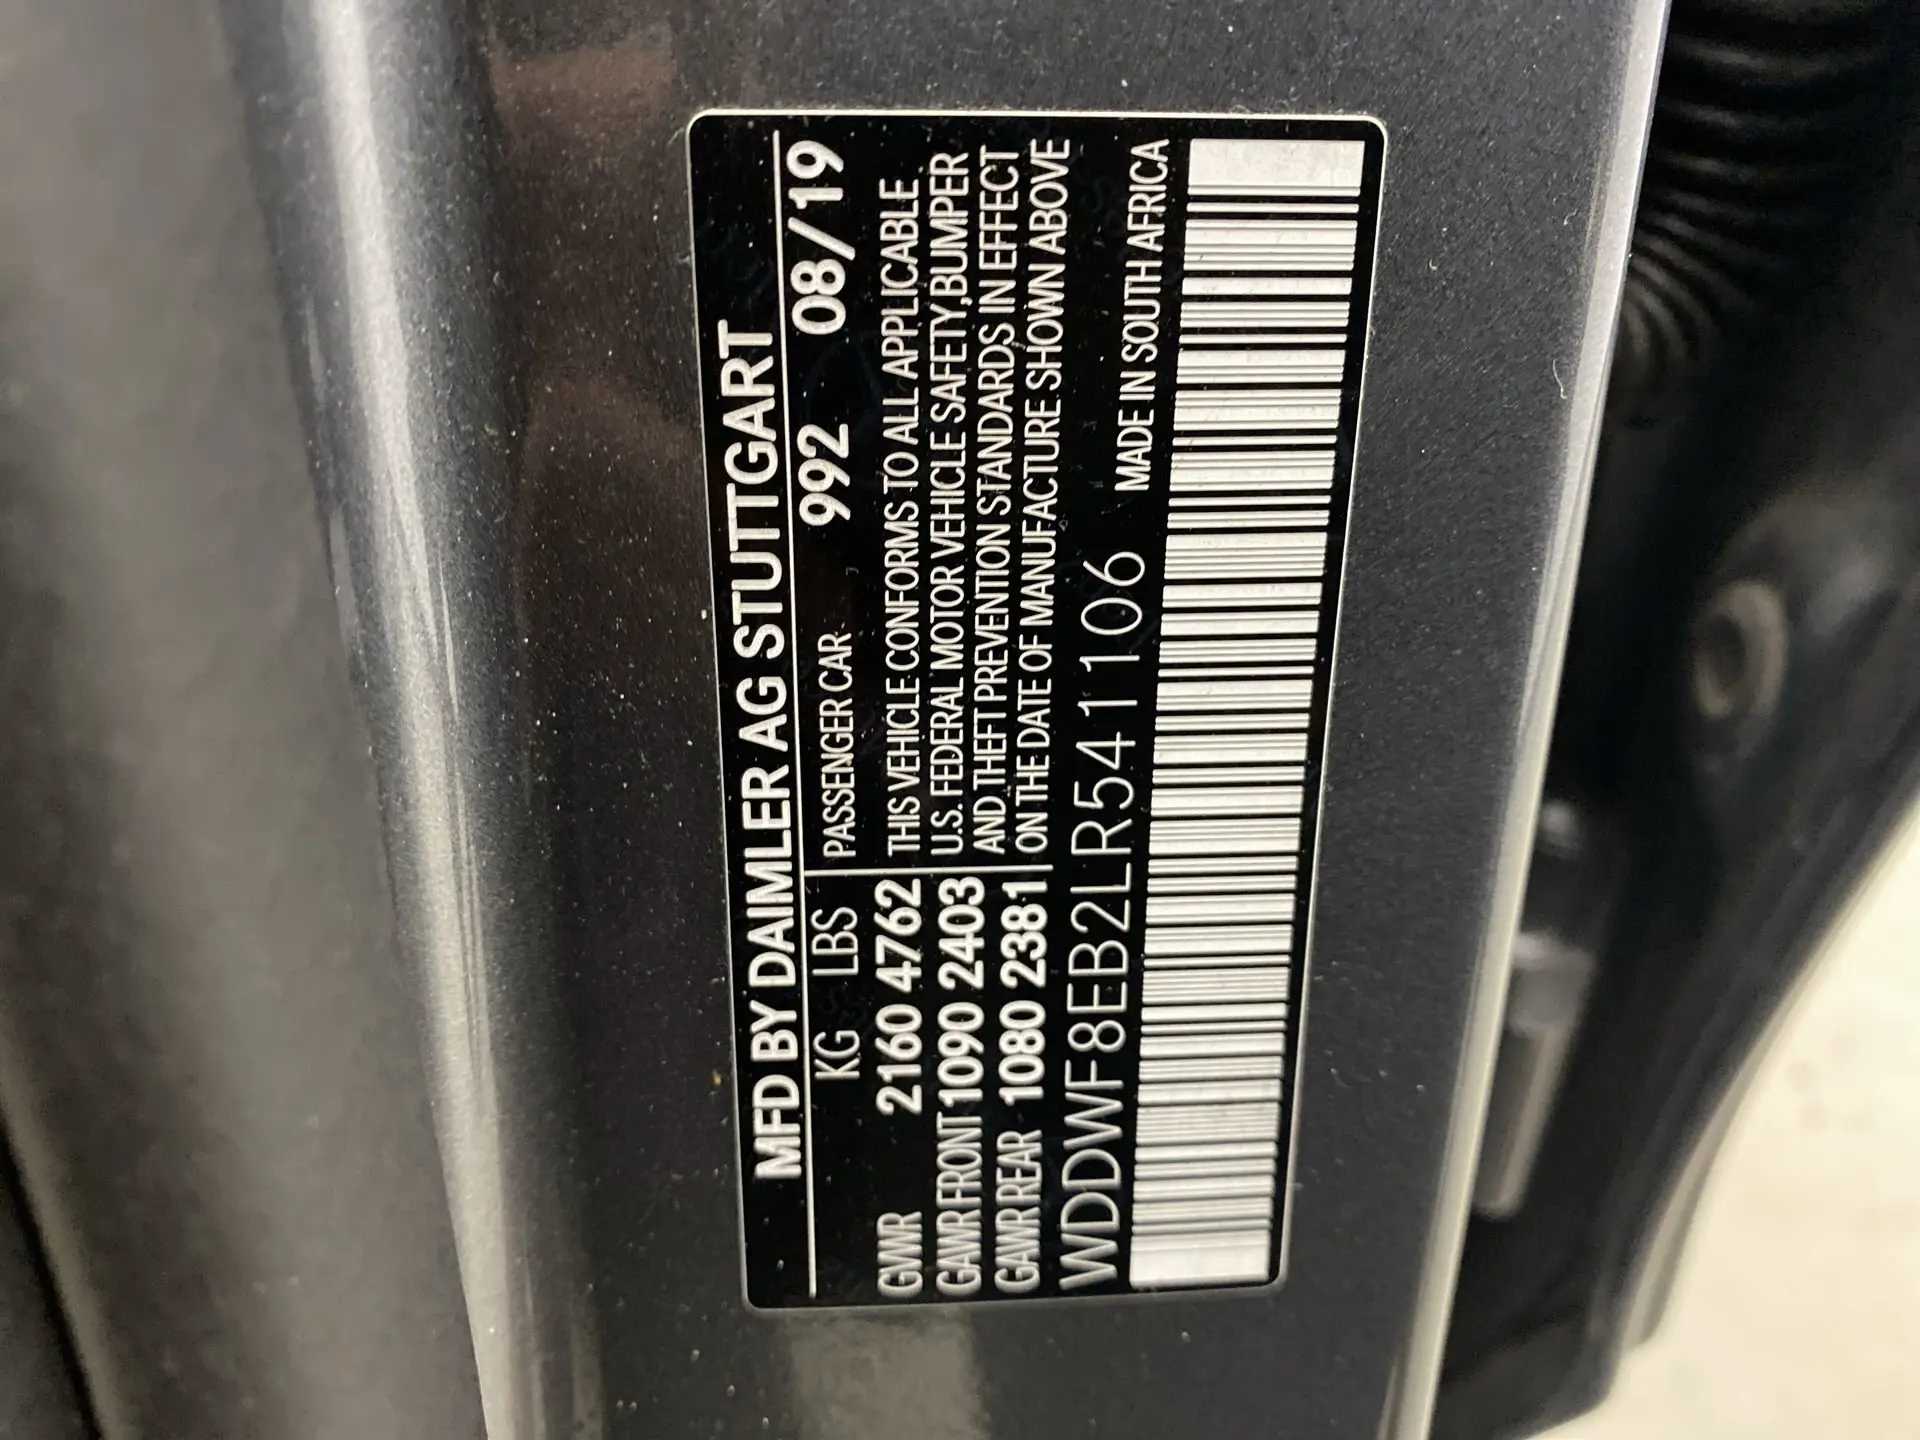 MFD BY DAIMLER AG STUTTGART
KG LBS PASSENGER CAR 992 08/19
GWR 2160 4762 THIS VEHICLE CONFORMS TO ALL APPLICABLE
GAWR FRONT 1090 2403 U.S. FEDERAL MOTOR VEHICLE SAFETY, BUMPER
GAWR REAR 1080 2381 AND THEFT PREVENTION STANDARDS IN EFFECT
ON THE DATE OF MANUFACTURE SHOWN ABOVE
WDDWF8EB2LR541106 MADE IN SOUTH AFRICA